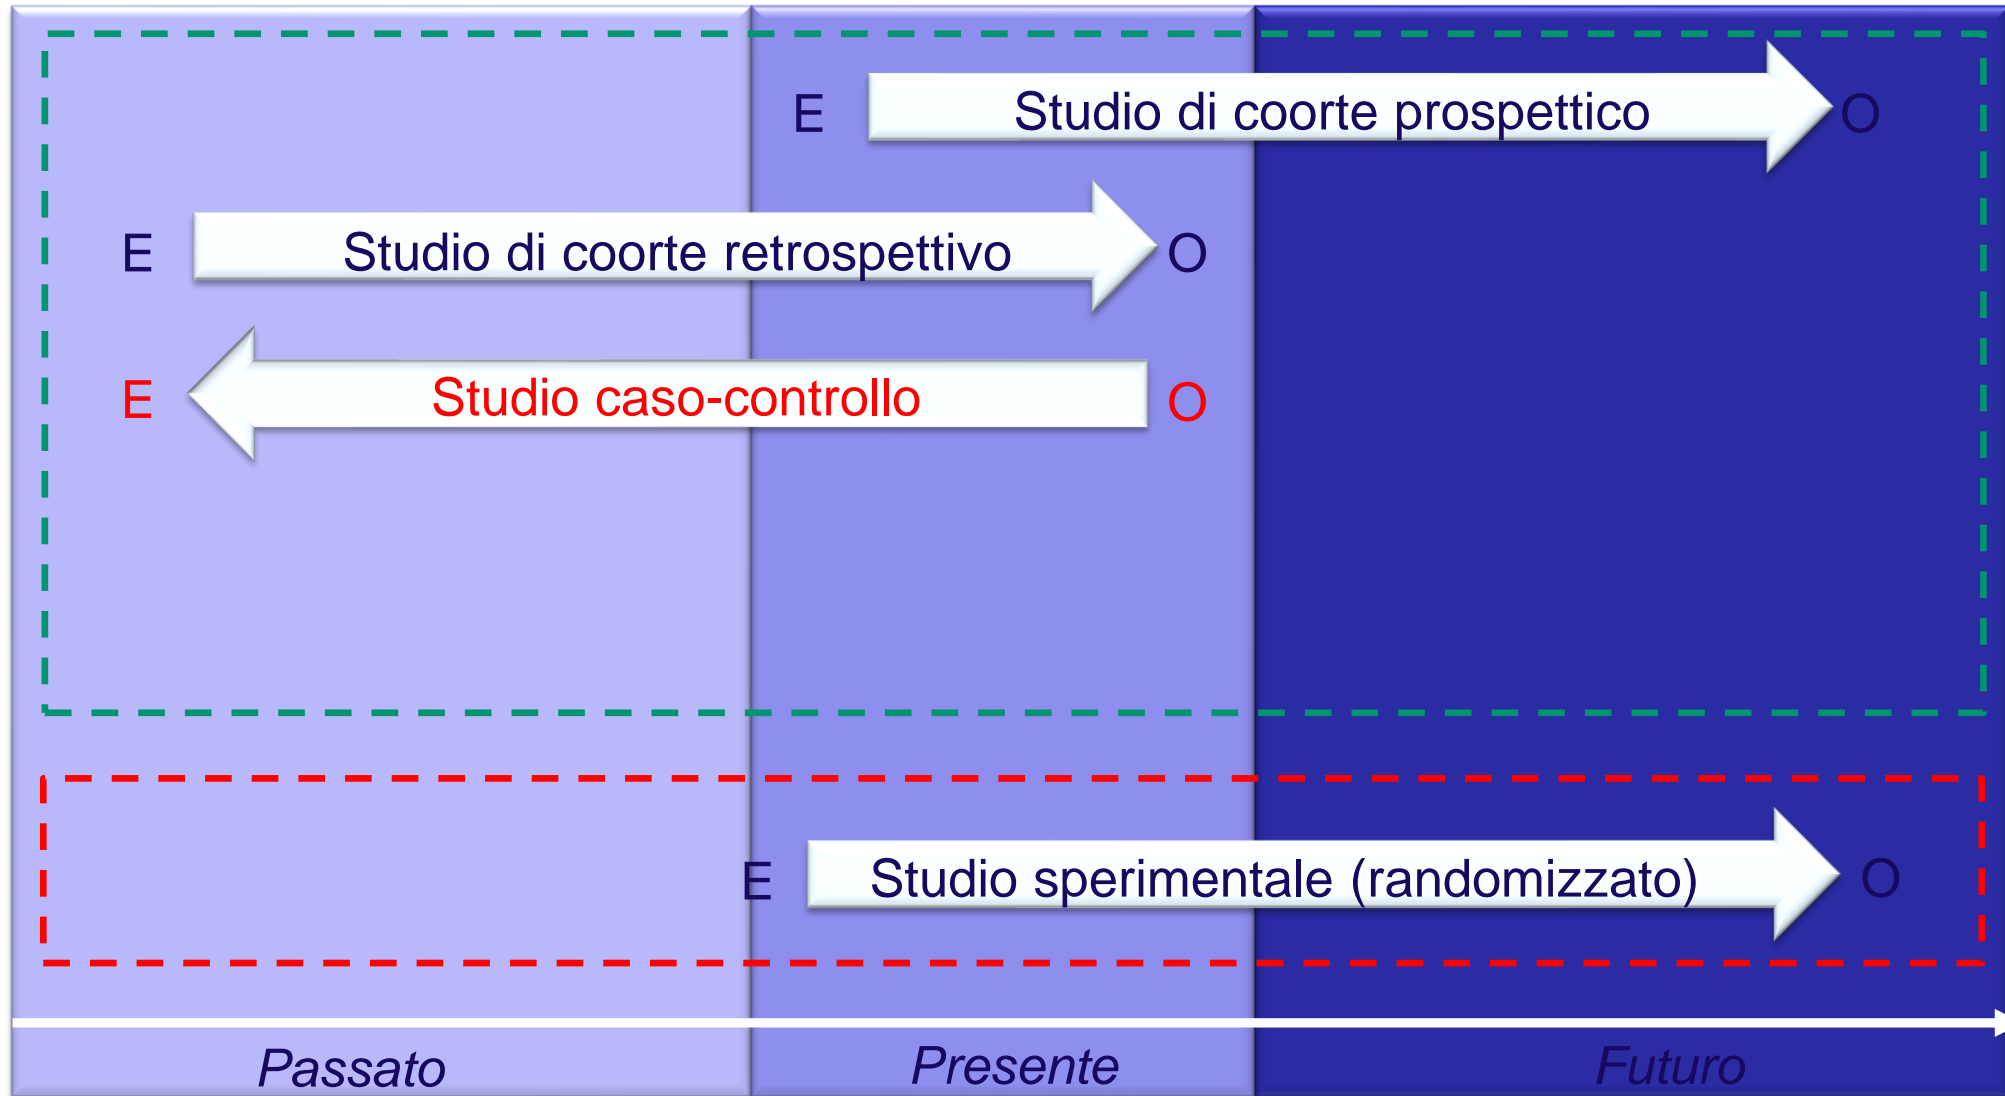 E Studio di coorte prospettico O
E Studio di coorte retrospettivo O
E Studio caso-controllo O
E Studio sperimentale (randomizzato) O
Passato Presente Futuro